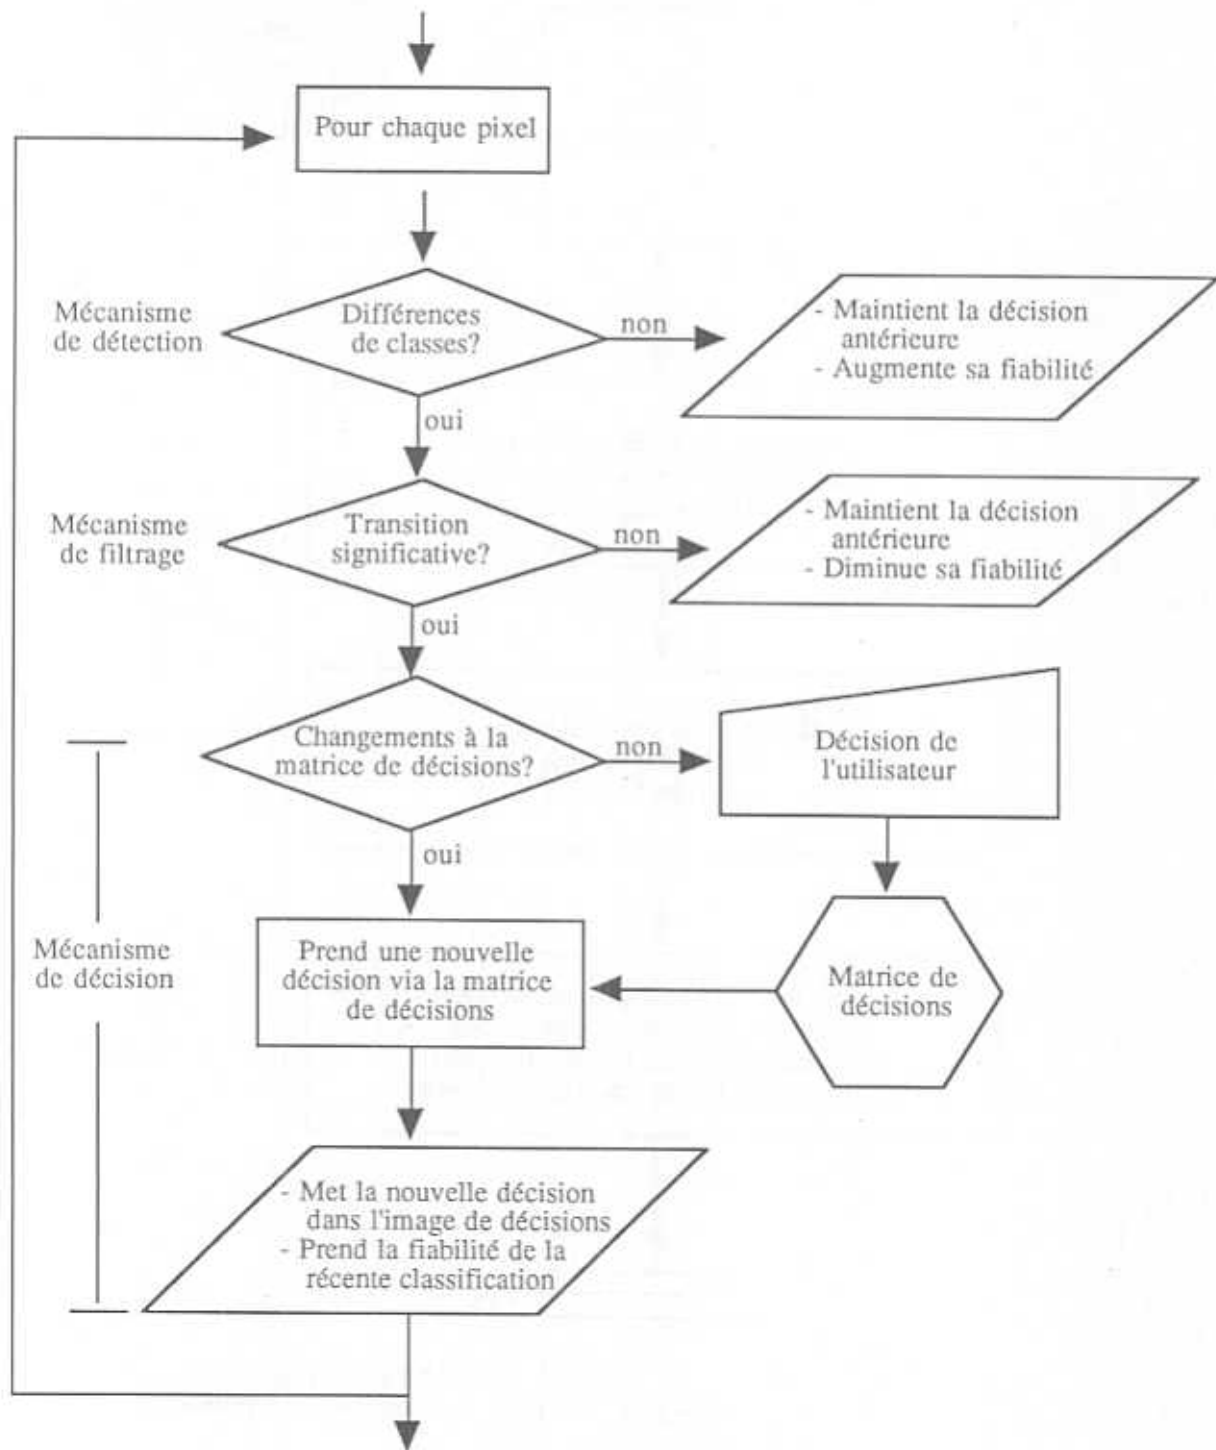 Pour chaque pixel
Mécanisme
de détection
Différences
de classes?
non
- Maintient la décision
antérieure
- Augmente sa fiabilité
oui
Mécanisme
de filtrage
Transition
significative?
non
- Maintient la décision
antérieure
- Diminue sa fiabilité
oui
Changements à la
matrice de décisions?
non
Décision de
l'utilisateur
oui
Mécanisme
de décision
Prend une nouvelle
décision via la matrice
de décisions
Matrice de
décisions
- Met la nouvelle décision
dans l'image de décisions
- Prend la fiabilité de la
récente classification